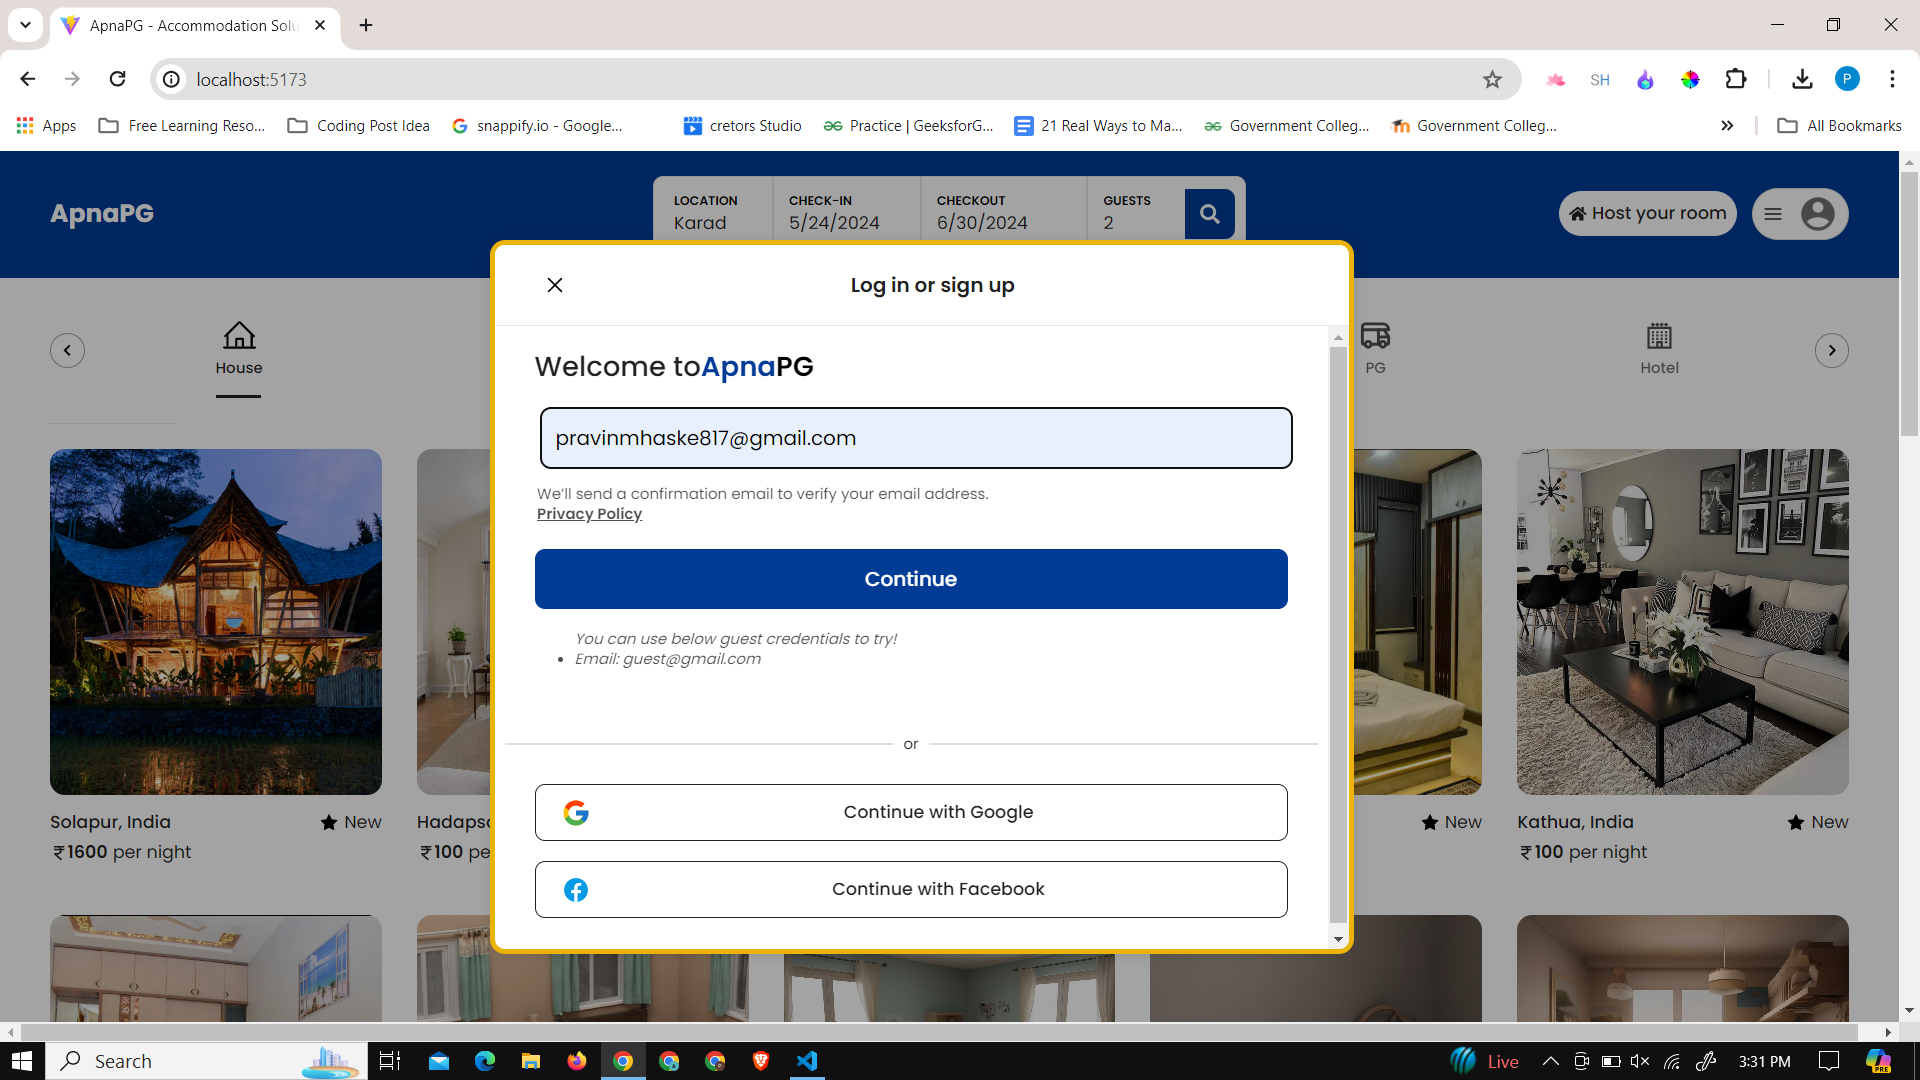 ApnaPG - Accommodation Solu
localhost:5173
SH
P
Apps
Free Learning Reso...
Coding Post Idea
snappify.io - Google...
cretors Studio
Practice | GeeksforG...
21 Real Ways to Ma...
Government Colleg...
Government Colleg...
All Bookmarks
ApnaPG
LOCATION
Karad
CHECK-IN
5/24/2024
CHECKOUT
6/30/2024
GUESTS
2
Host your room
Log in or sign up
House
PG
Hotel
Welcome toApnaPG
pravinmhaske817@gmail.com
We'll send a confirmation email to verify your email address.
Privacy Policy
Continue
You can use below guest credentials to try!
• Email: guest@gmail.com
or
Continue with Google
Continue with Facebook
Solapur, India
New
₹1600 per night
Hadapsa
₹100 pe
New
Kathua, India
New
₹100 per night
Search
Live
3:31 PM
PRE